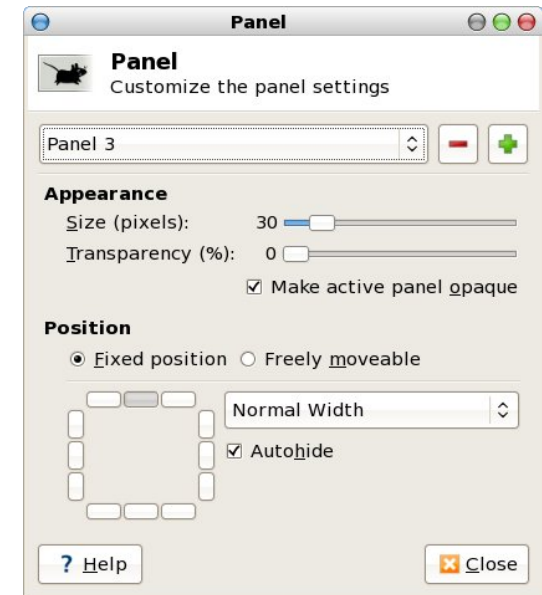 Panel
Panel
Customize the panel settings
Panel 3
Appearance
Size (pixels): 30
Transparency (%): 0
Make active panel opaque
Position
Fixed position Freely moveable
Normal Width
Autohide
? Help Close